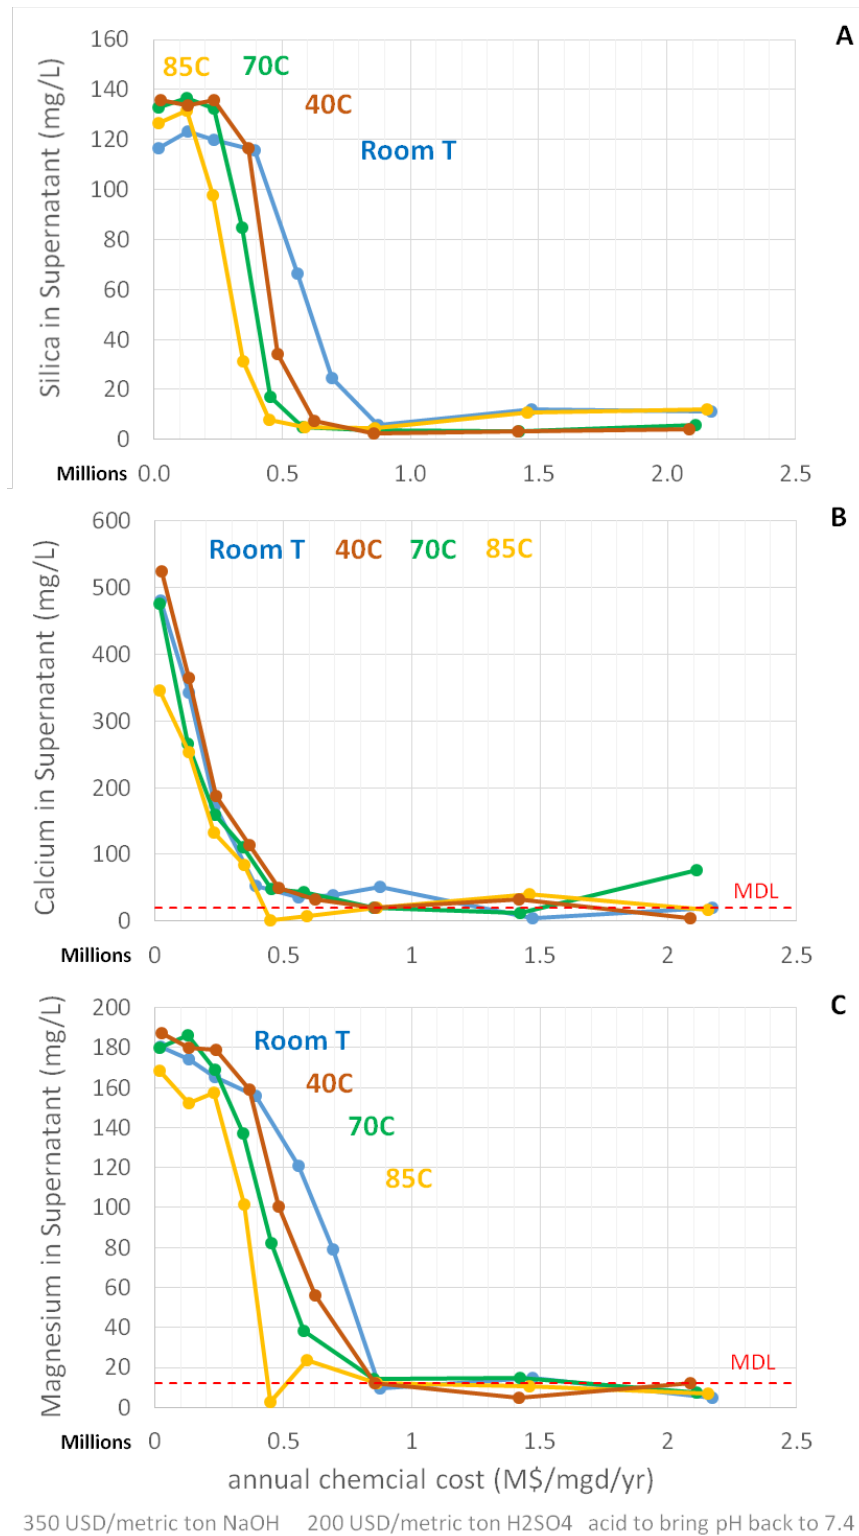 A
Silica in Supernatant (mg/L)
160
140
120
100
80
60
40
20
0
85C
70C
40C
Room T
Millions
0.0
0.5
1.0
1.5
2.0
2.5
B
Calcium in Supernatant (mg/L)
600
500
400
300
200
100
0
Room T 40C 70C 85C
MDL
Millions
0
0.5
1
1.5
2
2.5
C
Magnesium in Supernatant (mg/L)
200
180
160
140
120
100
80
60
40
20
0
Room T
40C
70C
85C
MDL
Millions
0
0.5
1
1.5
2
2.5
annual chemcial cost (M$/mgd/yr)
350 USD/metric ton NaOH 200 USD/metric ton H2SO4 acid to bring pH back to 7.4